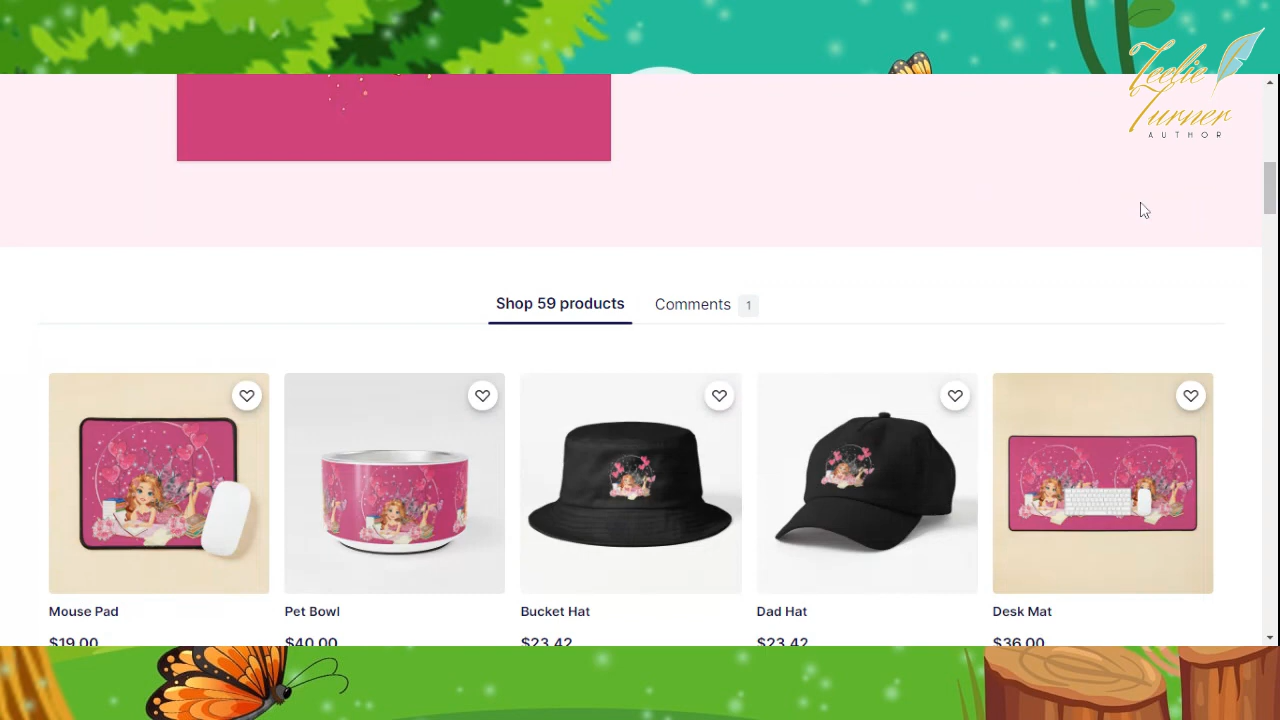 Teelie
Turner
AUTHOR
Shop 59 products
Comments 1
Mouse Pad
Pet Bowl
Bucket Hat
Dad Hat
Desk Mat
$19.00
$40.00
$23.42
$23.42
$36.00